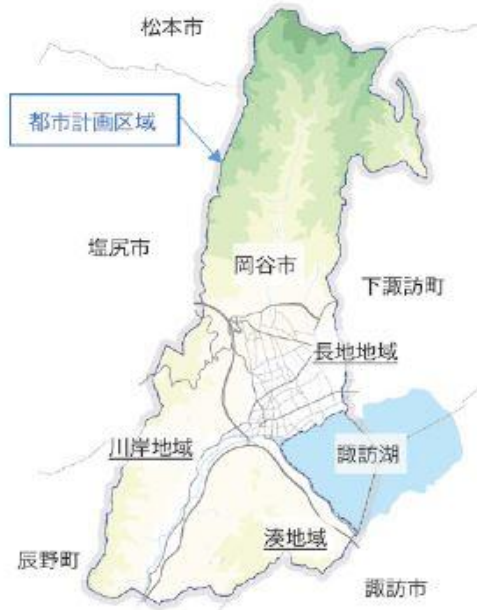 松本市
都市計画区域
塩尻市
岡谷市
下諏訪町
長地地域
川岸地域
諏訪湖
湊地域
辰野町
諏訪市